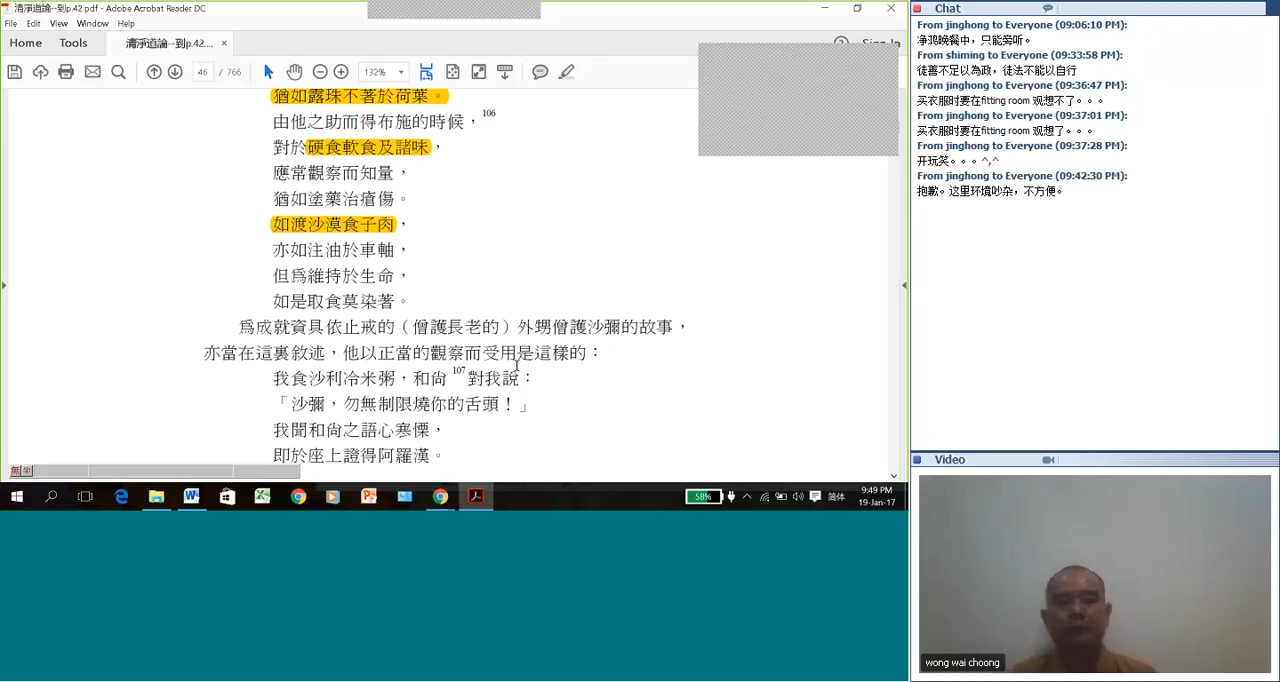 清淨道論--到p.42.pdf - Adobe Acrobat Reader DC
File Edit View Window Help
Home Tools 清淨道論--到p.42.... × Sign In
46 / 766 132%
猶如露珠不著於荷葉。
由他之助而得布施的時候，106
對於硬食軟食及諸味，
應常觀察而知量，
猶如塗藥治瘡傷。
如渡沙漠食子肉，
亦如注油於車軸，
但爲維持於生命，
如是取食莫染著。
爲成就資具依止戒的（僧護長老的）外甥僧護沙彌的故事，
亦當在這裏敘述，他以正當的觀察而受用是這樣的：
我食沙利冷米粥，和尙107對我說：
「沙彌，勿無制限燒你的舌頭！」
我聞和尙之語心寒慄，
即於座上證得阿羅漢。
58% 简体 9:49 PM
19-Jan-17
Chat
From jinghong to Everyone (09:06:10 PM):
净鸿晚餐中，只能旁听。
From shiming to Everyone (09:33:58 PM):
徒善不足以為政，徒法不能以自行
From jinghong to Everyone (09:36:47 PM):
买衣服时要在fitting room 观想不了。。。
From jinghong to Everyone (09:37:01 PM):
买衣服时要在fitting room 观想了。。。
From jinghong to Everyone (09:37:28 PM):
开玩笑。。。^,^
From jinghong to Everyone (09:42:30 PM):
抱歉。这里环境吵杂，不方便。
Video
wong wai choong